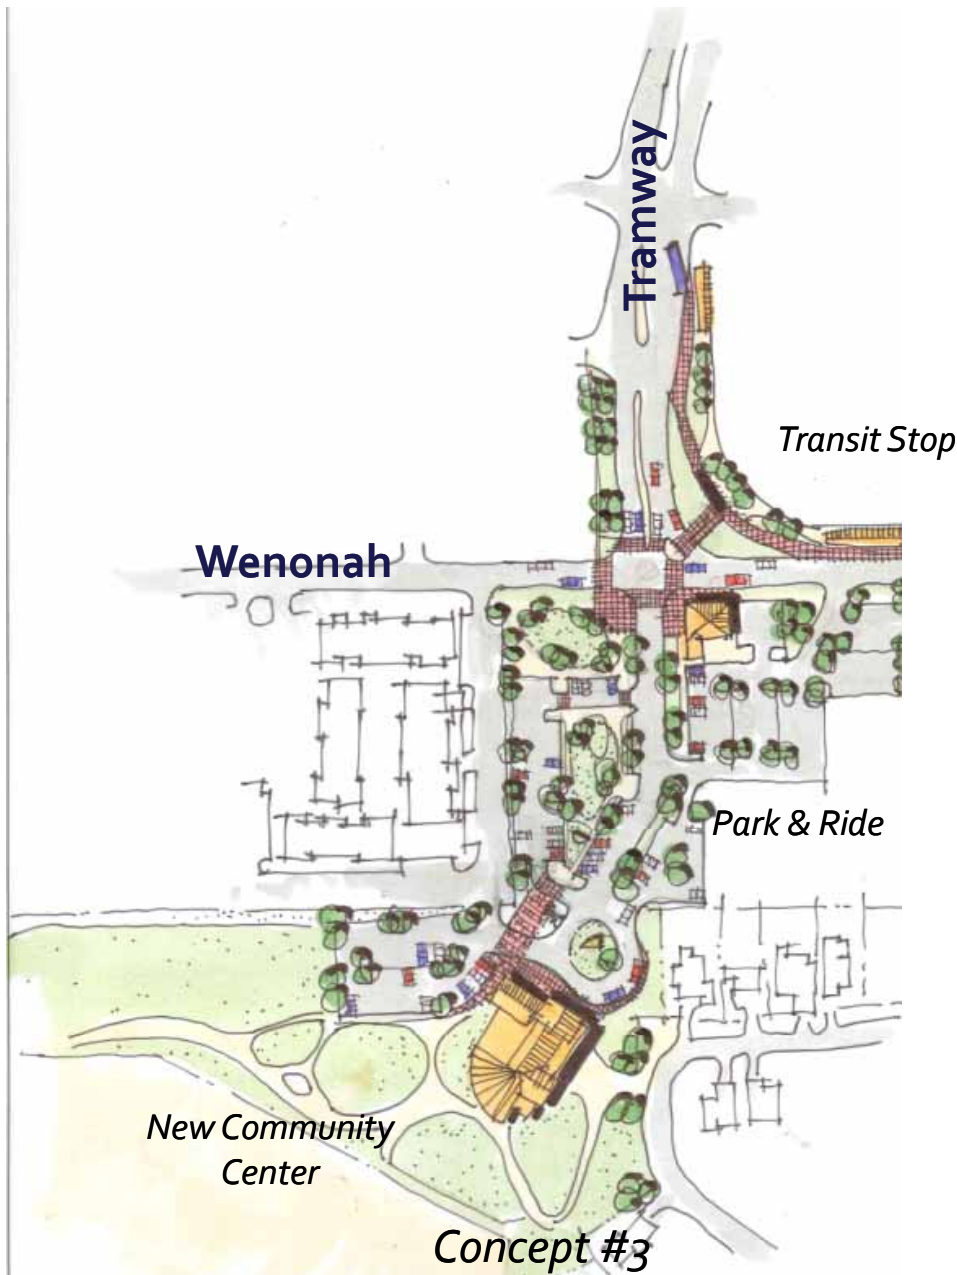 Tramway
Transit Stop
Wenonah
Park & Ride
New Community
Center
Concept #3